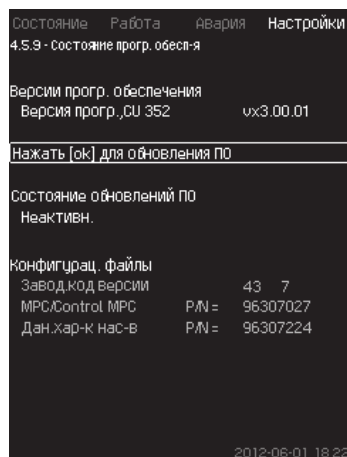 Состояние Работа Авария Настройки
4.5.9 - Состояние прогр. обесп-я
Версии прогр. обеспечения
Версия прогр.,CU 352 vx3.00.01
Нажать [ok] для обновления ПО
Состояние обновлений ПО
Неактивн.
Конфигурац. файлы
Завод.код версии 43 7
MPC/Control MPC P/N = 96307027
Дан.хар-к нас-в P/N = 96307224
2012-06-01 18:22